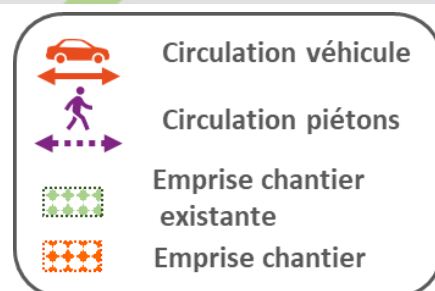 Circulation véhicule
Circulation piétons
Emprise chantier
existante
Emprise chantier